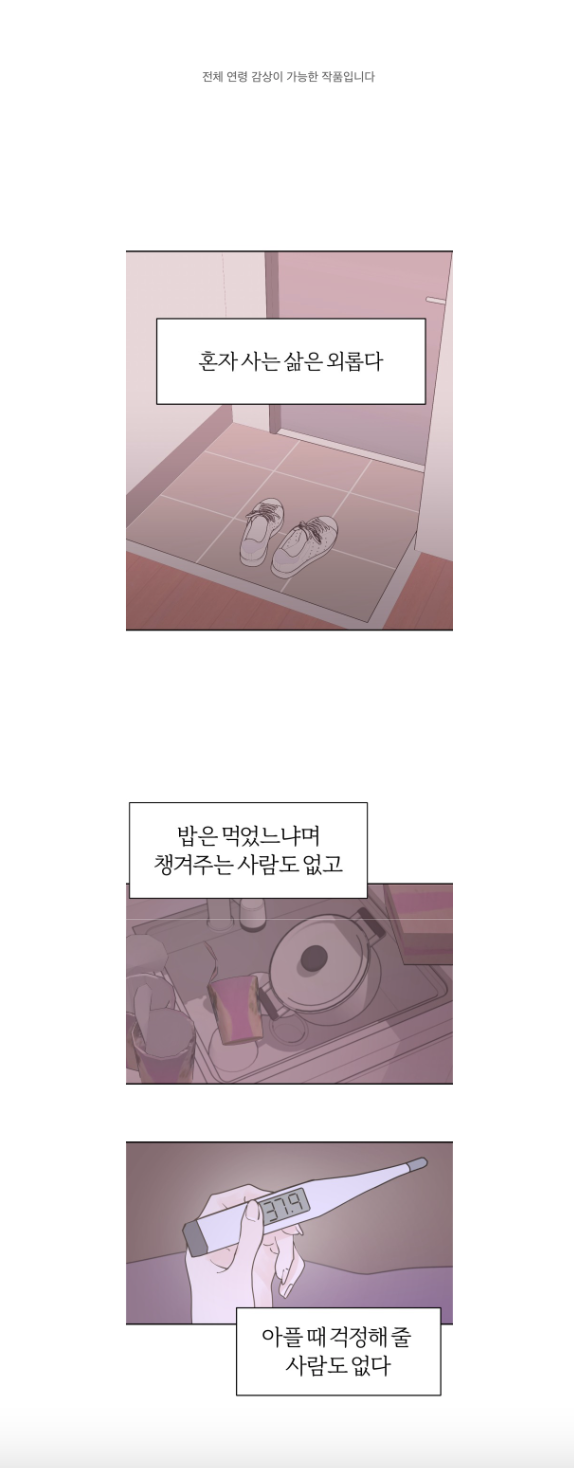 전체 연령 감상이 가능한 작품입니다
혼자 사는 삶은 외롭다
밥은 먹었느냐며
챙겨주는 사람도 없고
37.9
아플 때 걱정해 줄
사람도 없다